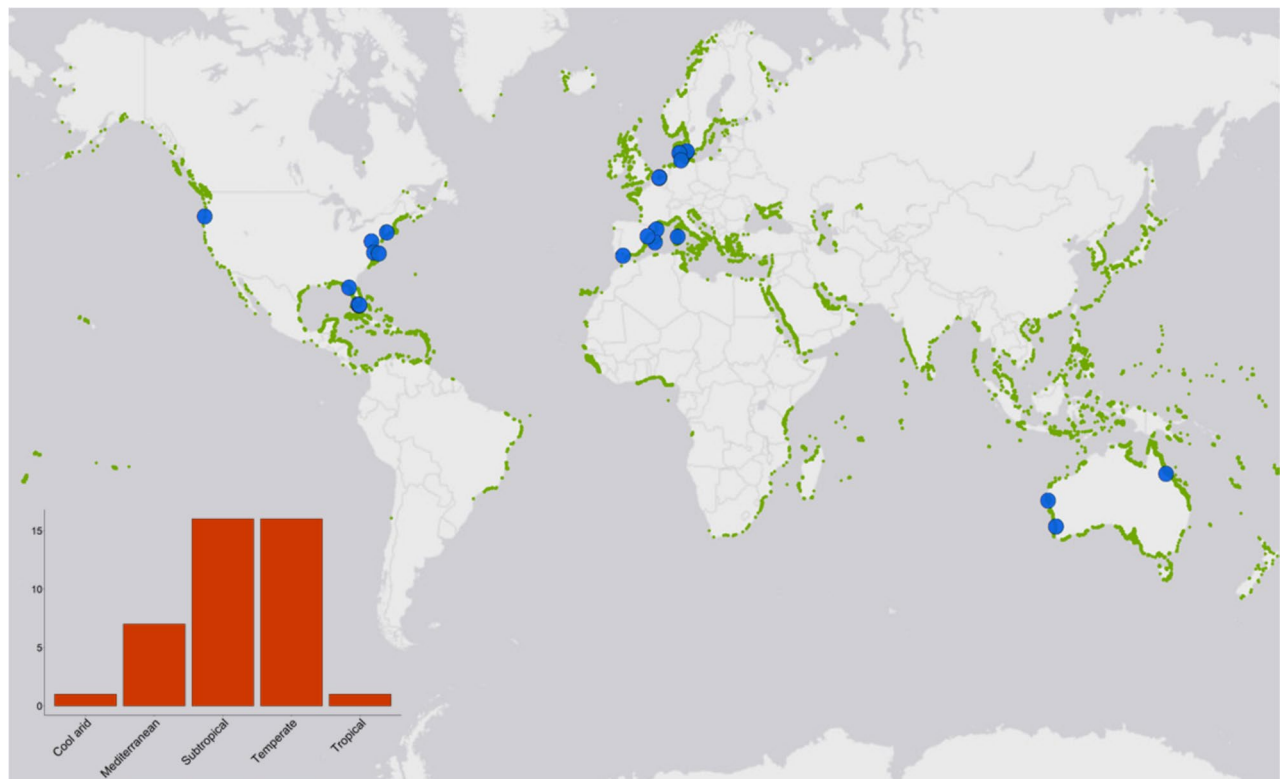 15
10
5
0
Cool arid
Mediterranean
Subtropical
Temperate
Tropical